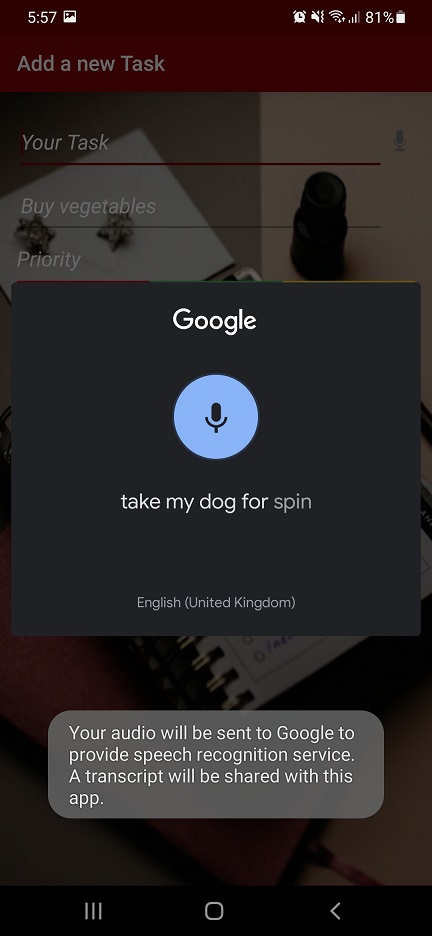 5:57
81%
Add a new Task
Your Task
Buy vegetables
Priority
Google
take my dog for spin
English (United Kingdom)
Your audio will be sent to Google to
provide speech recognition service.
A transcript will be shared with this
app.